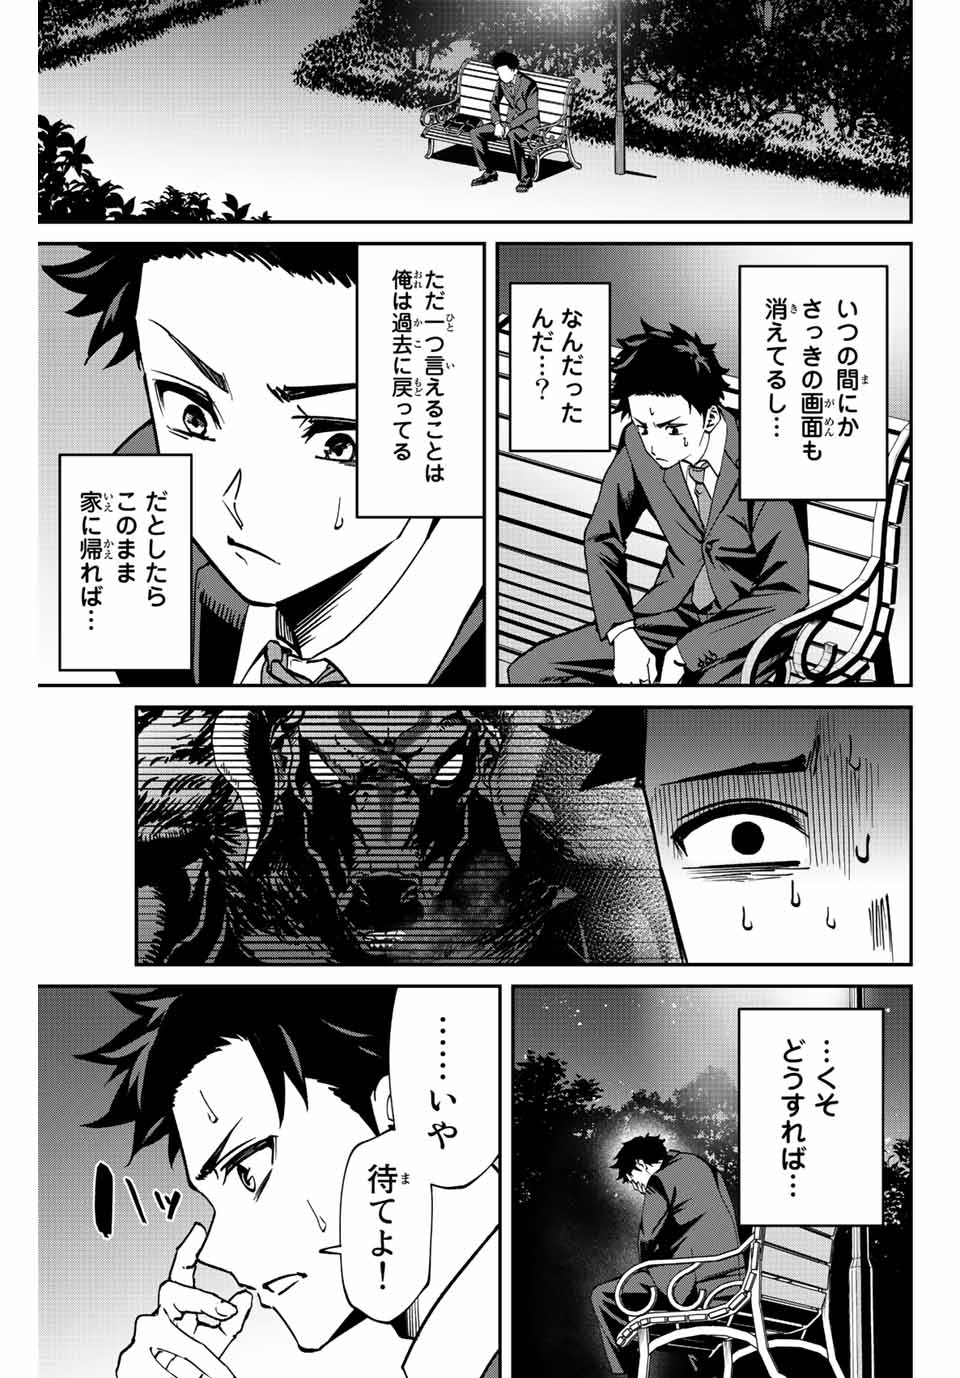 いつの間にか
さっきの画面も
消えてるし…
なんだった
んだ…？
ただ一つ言えることは
俺は過去に戻ってる
だとしたら
このまま
家に帰れば…
…くそ
どうすれば…
……いや
待てよ！
ハッ